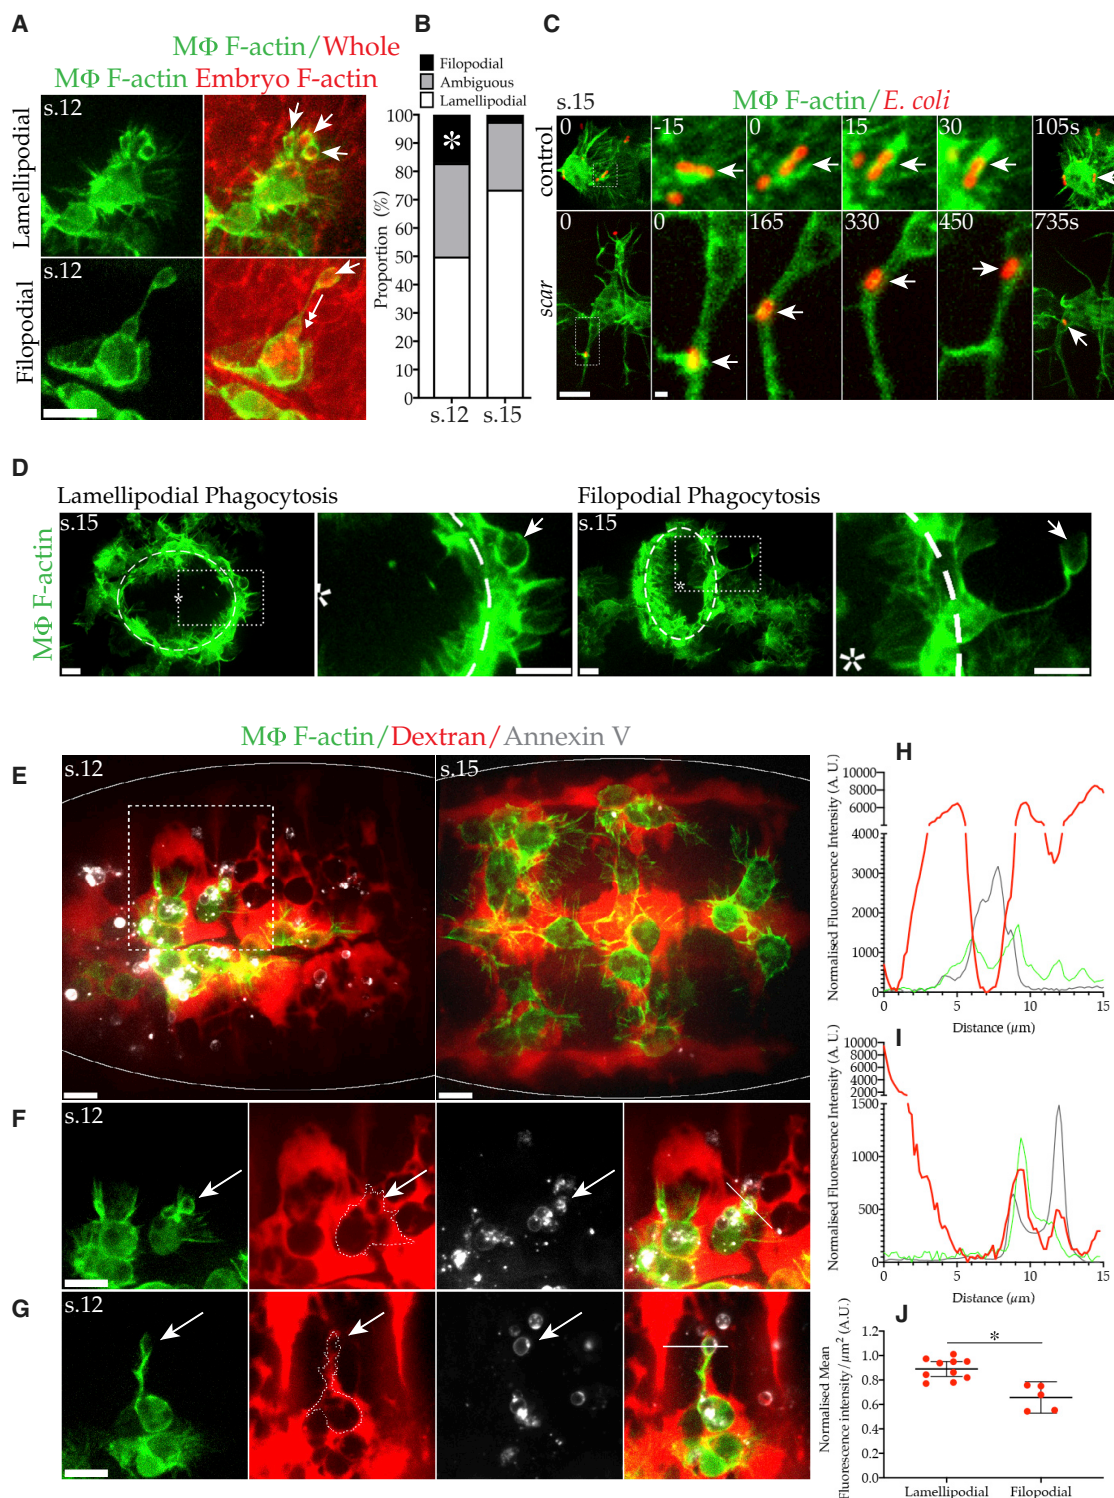 A
MΦ F-actin/Whole
MΦ F-actin Embryo F-actin
Lamellipodial
s.12
Filopodial
s.12
B
Filopodial
Ambiguous
Lamellipodial
Proportion (%)
100
90
80
70
60
50
40
30
20
10
0
*
s.12 s.15
C
MΦ F-actin/E. coli
s.15
control
0 -15 0 15 30 105s
scar
0 0 165 330 450 735s
D
Lamellipodial Phagocytosis
Filopodial Phagocytosis
MΦ F-actin
s.15
*
*
s.15
*
*
MΦ F-actin/Dextran/Annexin V
E
s.12
s.15
F
s.12
G
s.12
H
Normalised Fluorescence Intensity (A. U.)
10000
8000
6000
4000
3000
2000
1000
0
0 5 10 15
Distance (µm)
I
Normalised Fluorescence Intensity (A. U.)
10000
8000
6000
4000
2000
1500
1000
500
0
0 5 10 15
Distance (µm)
J
Normalised Mean
Fluorescence intensity/µm² (A.U.)
1.2
1.0
0.8
0.6
0.4
0.2
0.0
*
Lamellipodial Filopodial